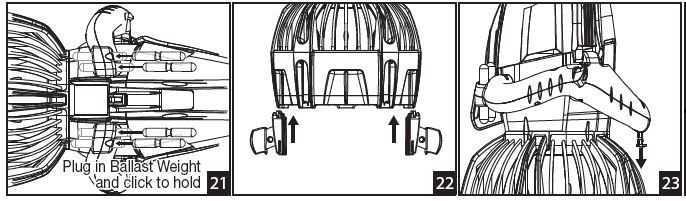 Plug in Ballast Weight
and click to hold
21
22
23